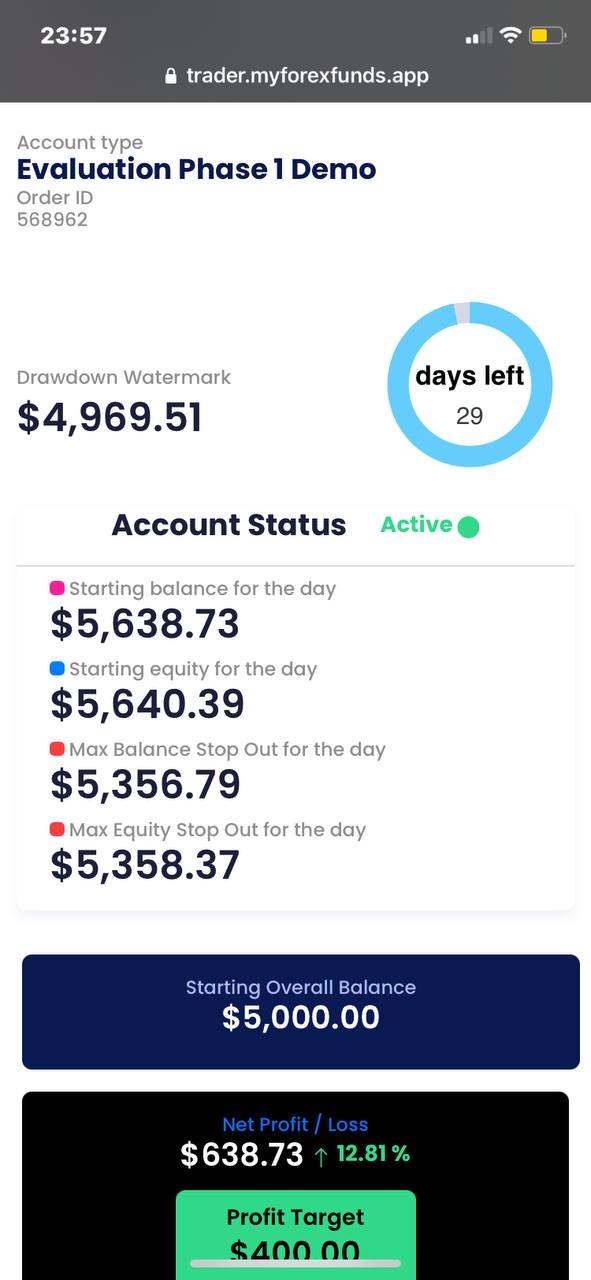 23:57
trader.myforexfunds.app
Account type
Evaluation Phase 1 Demo
Order ID
568962
Drawdown Watermark
$4,969.51
days left
29
Account Status Active
Starting balance for the day
$5,638.73
Starting equity for the day
$5,640.39
Max Balance Stop Out for the day
$5,356.79
Max Equity Stop Out for the day
$5,358.37
Starting Overall Balance
$5,000.00
Net Profit / Loss
$638.73 ↑ 12.81 %
Profit Target
$400.00